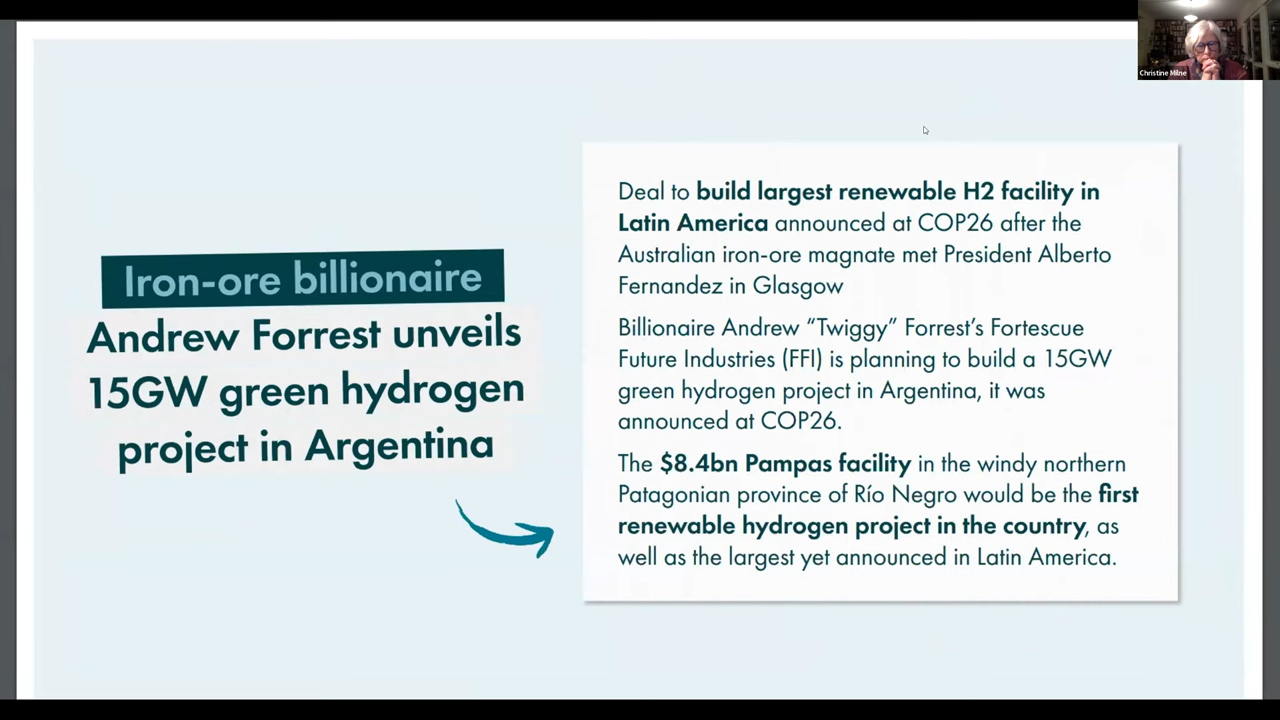 Christine Milne
Iron-ore billionaire
Andrew Forrest unveils
15GW green hydrogen
project in Argentina
Deal to build largest renewable H2 facility in
Latin America announced at COP26 after the
Australian iron-ore magnate met President Alberto
Fernandez in Glasgow
Billionaire Andrew “Twiggy” Forrest’s Fortescue
Future Industries (FFI) is planning to build a 15GW
green hydrogen project in Argentina, it was
announced at COP26.
The $8.4bn Pampas facility in the windy northern
Patagonian province of Río Negro would be the first
renewable hydrogen project in the country, as
well as the largest yet announced in Latin America.